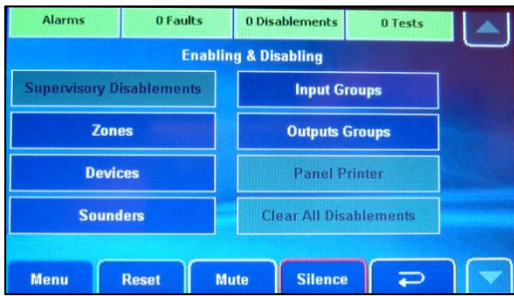 Alarms 0 Faults 0 Disablements 0 Tests
Enabling & Disabling
Supervisory Disablements Input Groups
Zones Outputs Groups
Devices Panel Printer
Sounders Clear All Disablements
Menu Reset Mute Silence